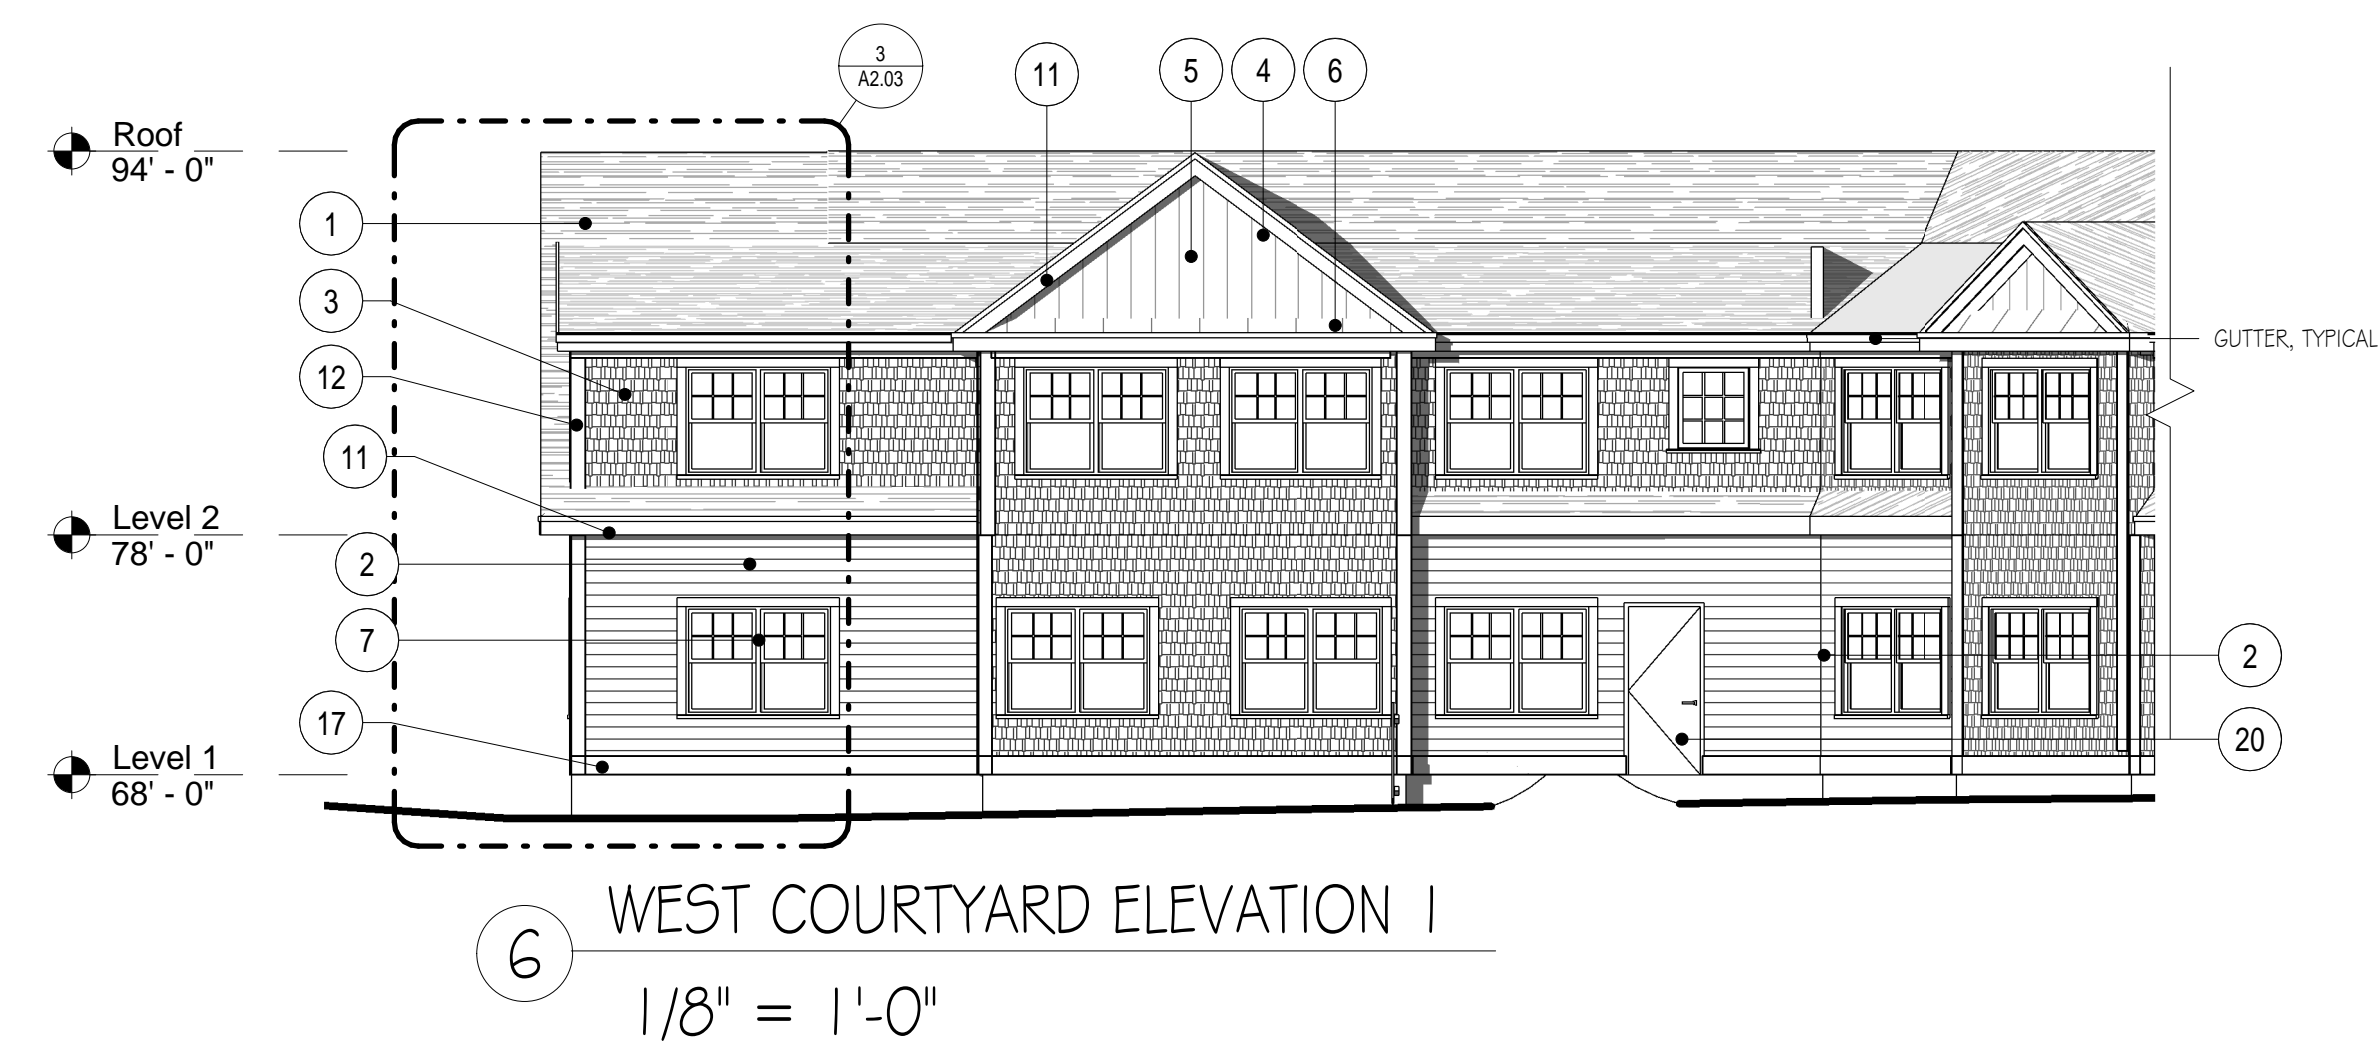 3
A2.03
11
5
4
6
Roof
94' - 0"
1
3
GUTTER, TYPICAL
12
11
Level 2
78' - 0"
2
7
2
17
20
Level 1
68' - 0"
WEST COURTYARD ELEVATION 1
6
1/8" = 1'-0"